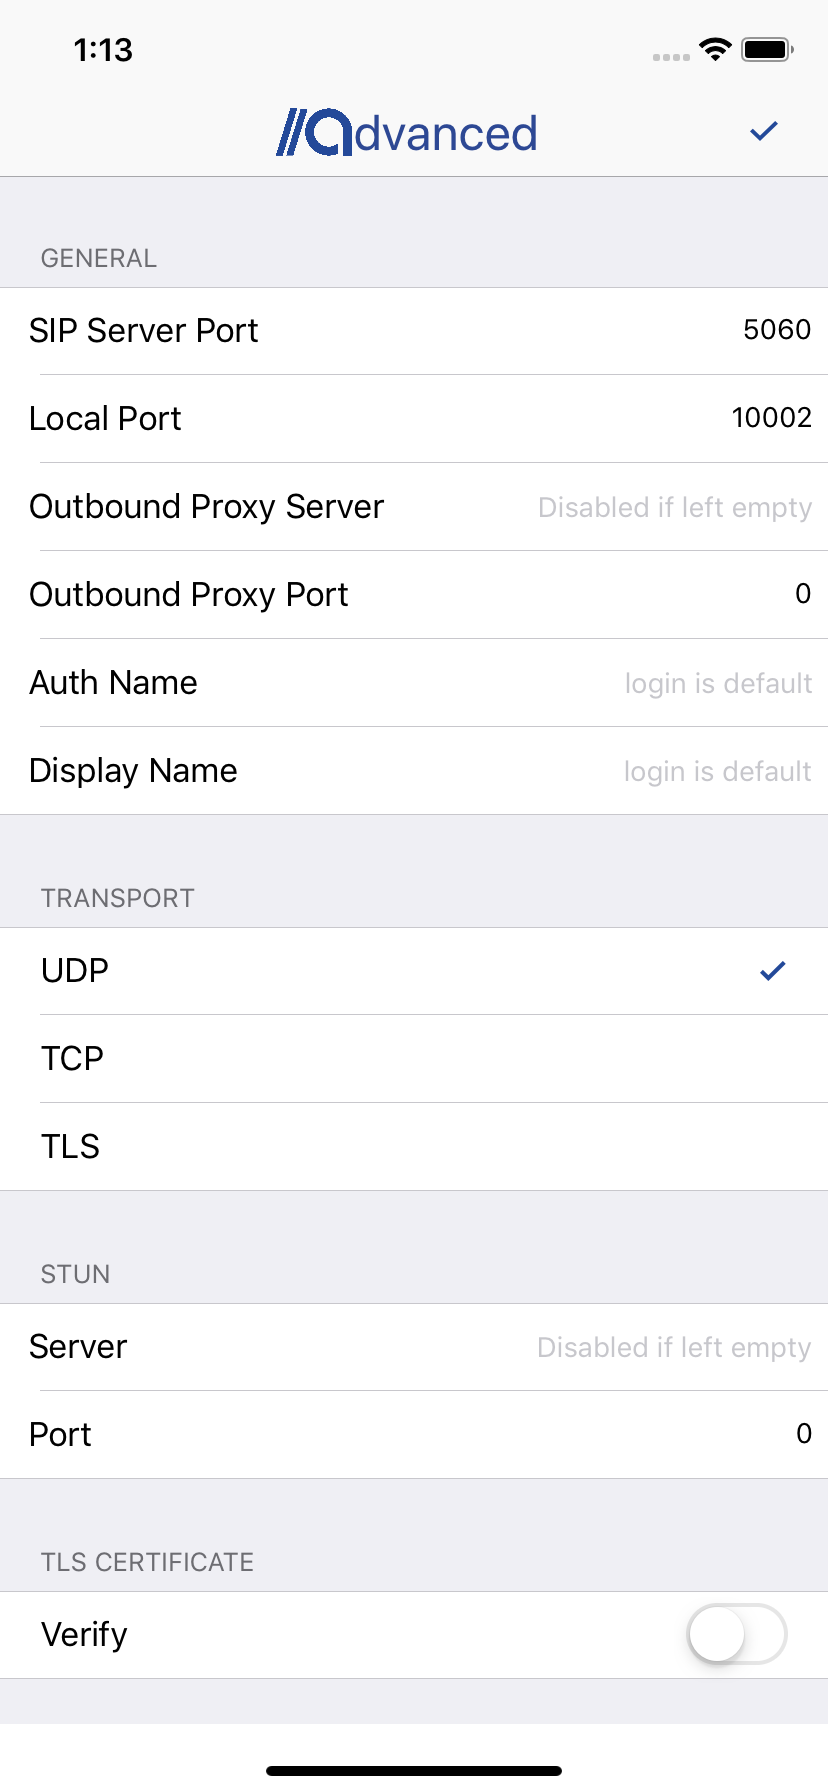 1:13
advanced
GENERAL
SIP Server Port 5060
Local Port 10002
Outbound Proxy Server Disabled if left empty
Outbound Proxy Port 0
Auth Name login is default
Display Name login is default
TRANSPORT
UDP
TCP
TLS
STUN
Server Disabled if left empty
Port 0
TLS CERTIFICATE
Verify